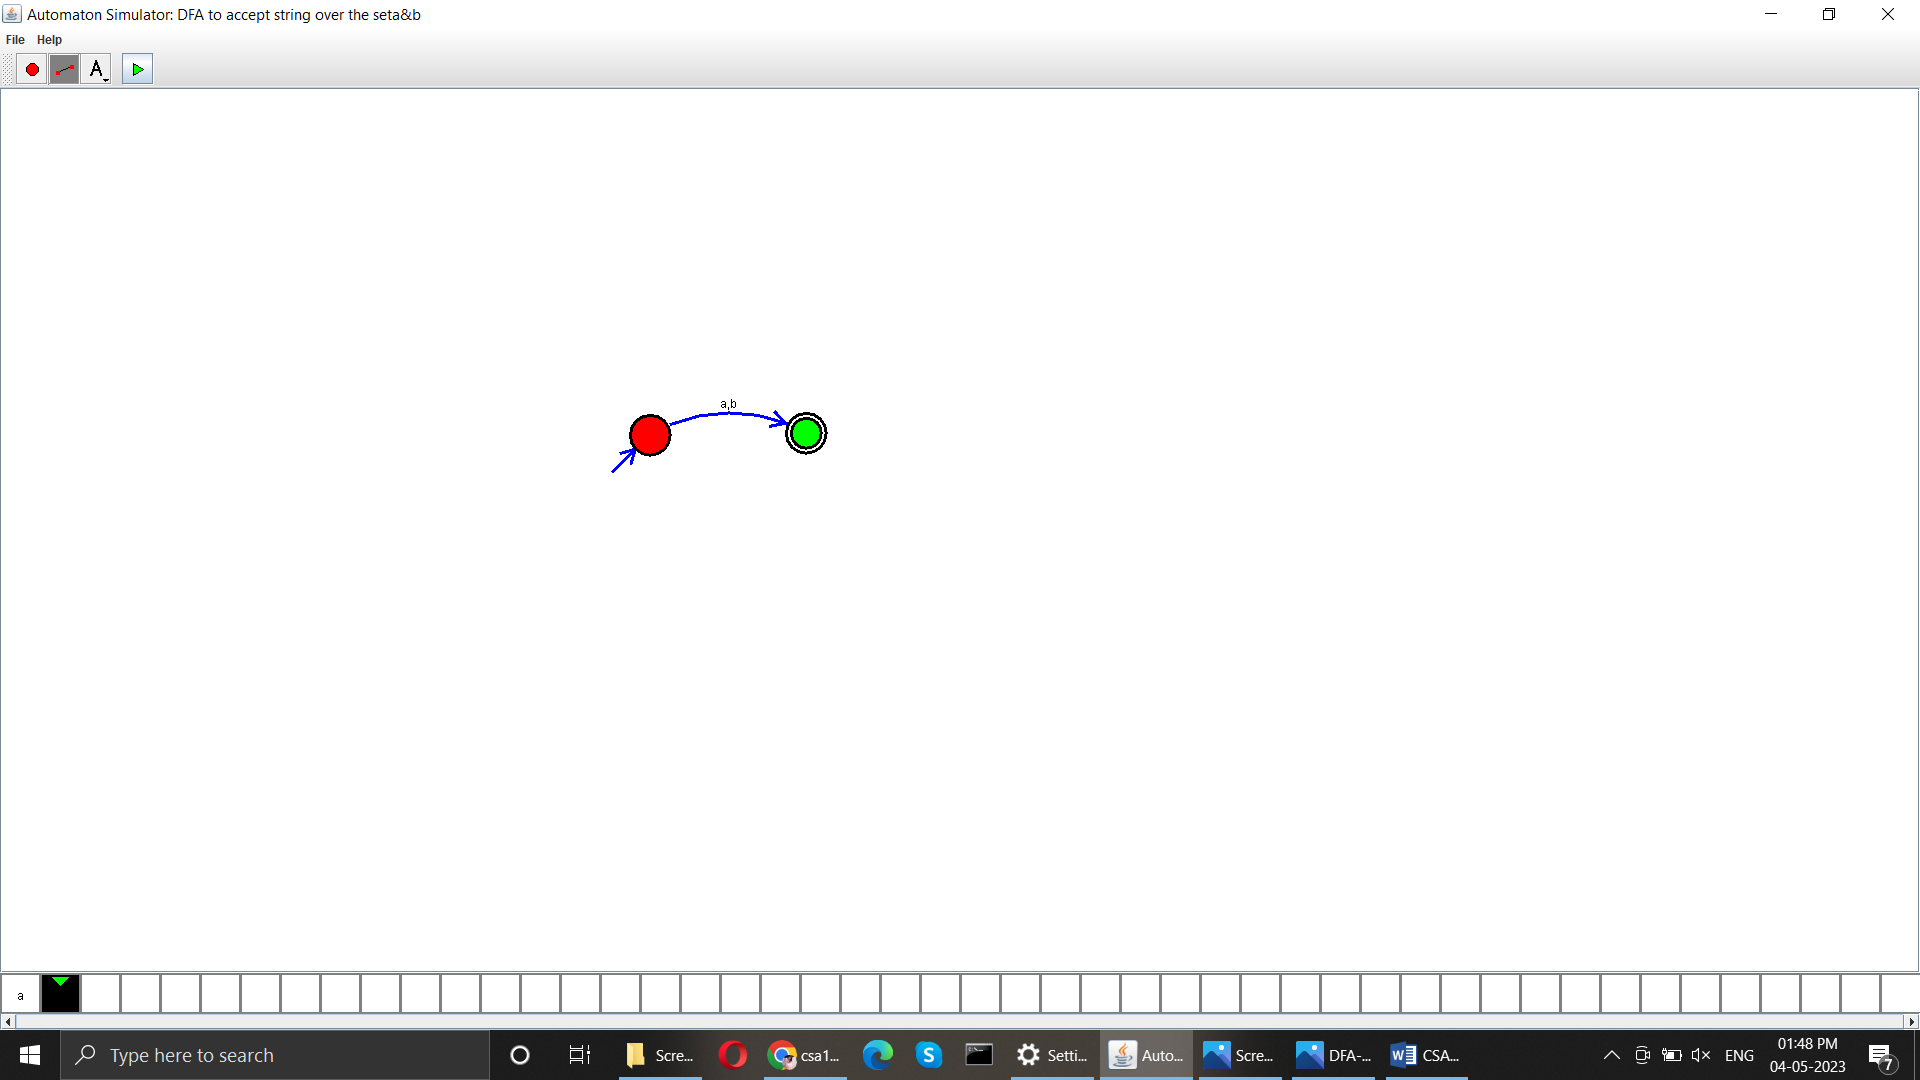 Automaton Simulator: DFA to accept string over the seta&b
File Help
A
a,b
a
Type here to search
Scre...
csa1...
Setti...
Auto...
Scre...
DFA-...
CSA...
ENG
01:48 PM
04-05-2023
7